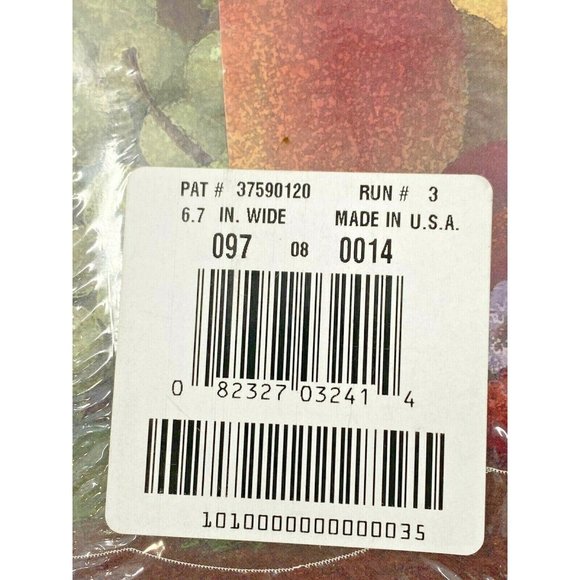 PAT # 37590120 RUN # 3
6.7 IN. WIDE MADE IN U.S.A.
097 08 0014
0 82327 03241 4
1010000000000035